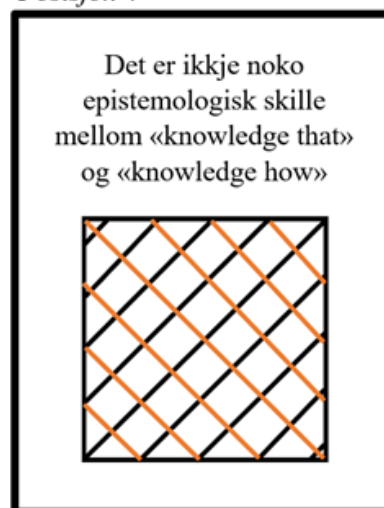 Det er ikkje noko
epistemologisk skille
mellom «knowledge that»
og «knowledge how»